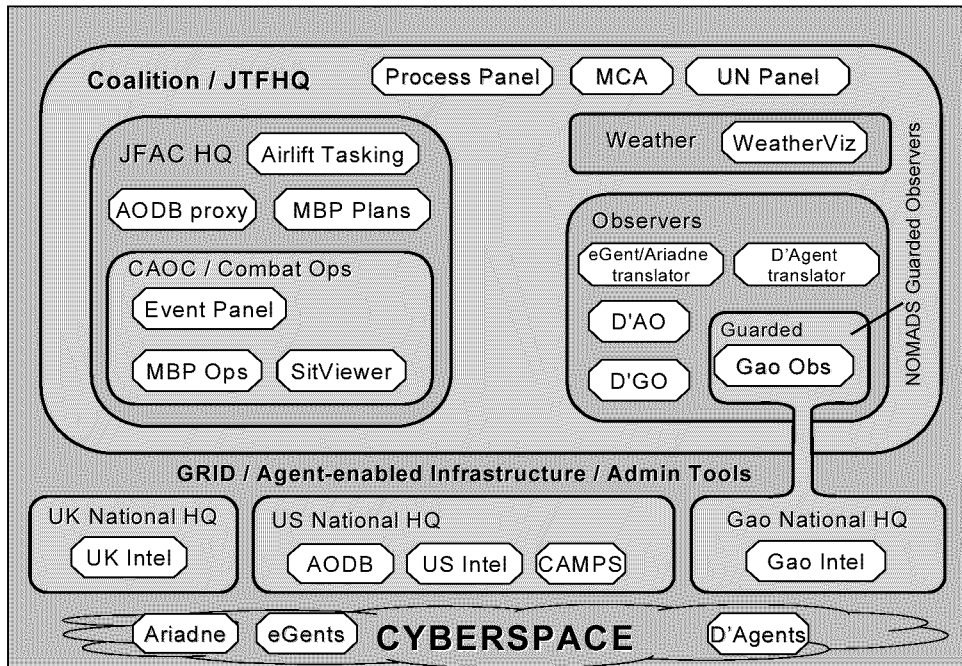 Coalition / JTFHQ
Process Panel
MCA
UN Panel
JFAC HQ
Airlift Tasking
AODB proxy
MBP Plans
CAOC / Combat Ops
Event Panel
MBP Ops
SitViewer
Weather
WeatherViz
Observers
eGent/Ariadne
translator
D'Agent
translator
D'AO
D'GO
Guarded
Gao Obs
NOMADS Guarded Observers
GRID / Agent-enabled Infrastructure / Admin Tools
UK National HQ
UK Intel
US National HQ
AODB
US Intel
CAMPS
Gao National HQ
Gao Intel
Ariadne
eGents
CYBERSPACE
D'Agents